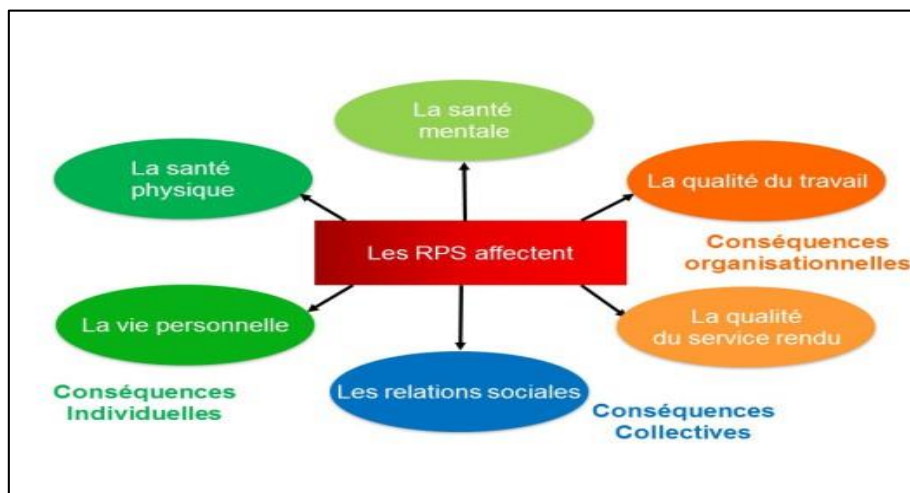 La santé
mentale
La santé
physique
La qualité du travail
Les RPS affectent
Conséquences
organisationnelles
La vie personnelle
La qualité
du service rendu
Les relations sociales
Conséquences
Individuelles
Conséquences
Collectives